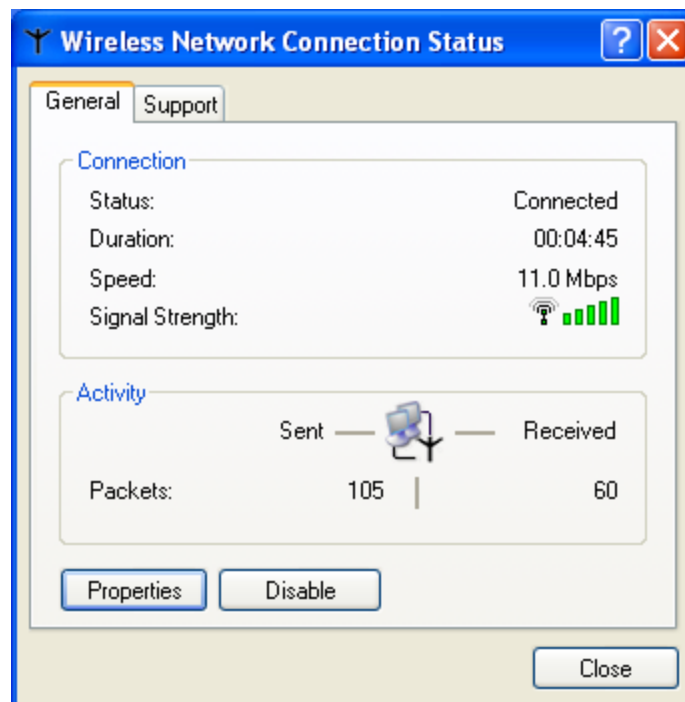 Wireless Network Connection Status
General Support
Connection
Status: Connected
Duration: 00:04:45
Speed: 11.0 Mbps
Signal Strength:
Activity
Sent Received
Packets: 105 60
Properties Disable
Close